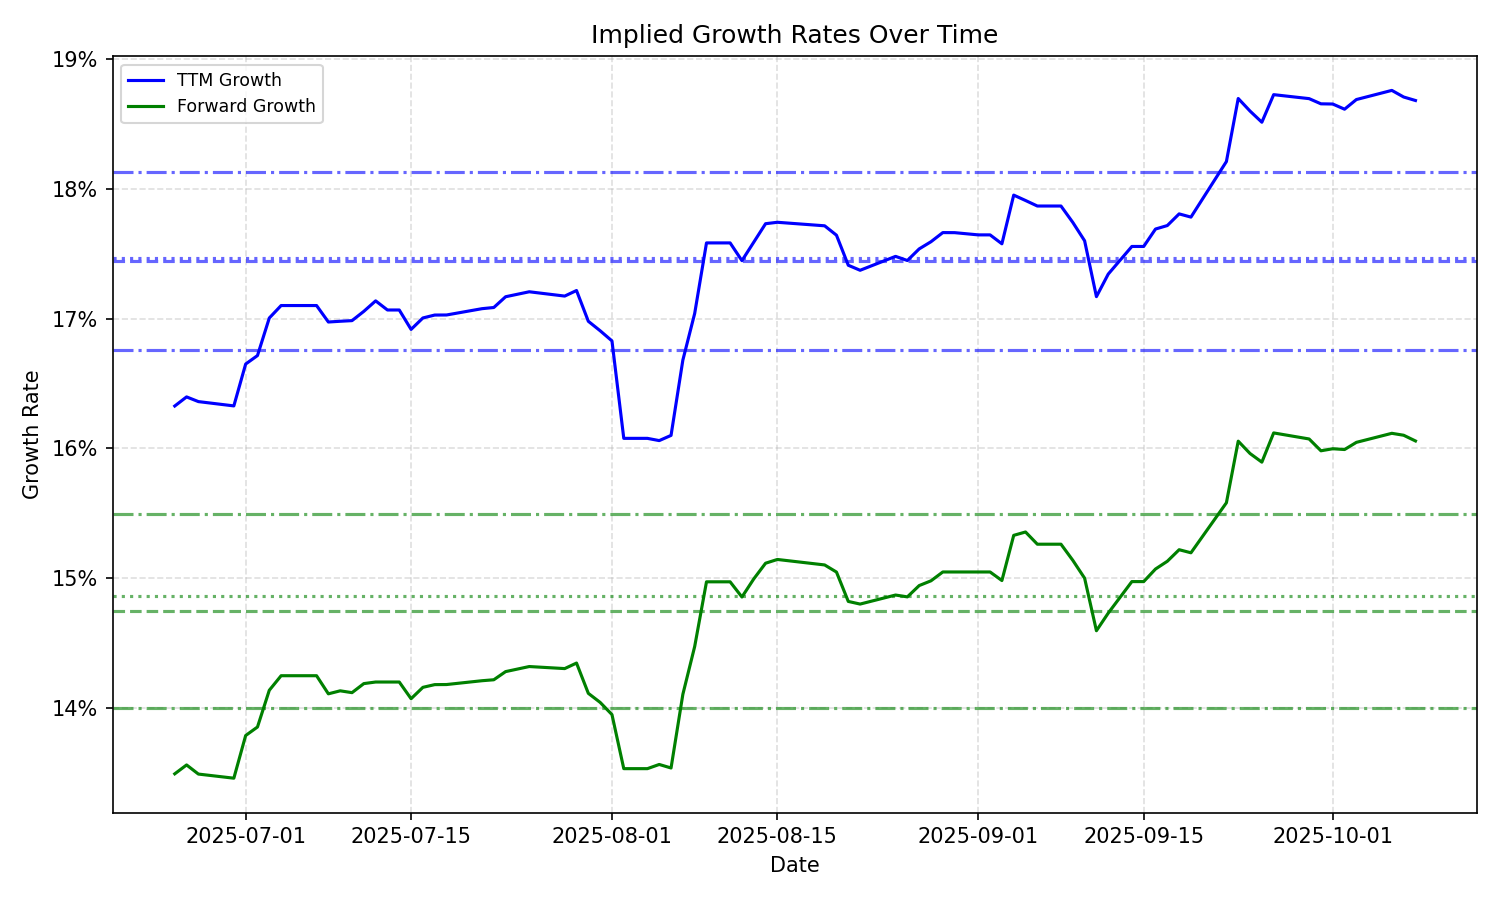 Implied Growth Rates Over Time
TTM Growth
Forward Growth
19%
18%
17%
16%
15%
14%
Growth Rate
2025-07-01
2025-07-15
2025-08-01
2025-08-15
2025-09-01
2025-09-15
2025-10-01
Date